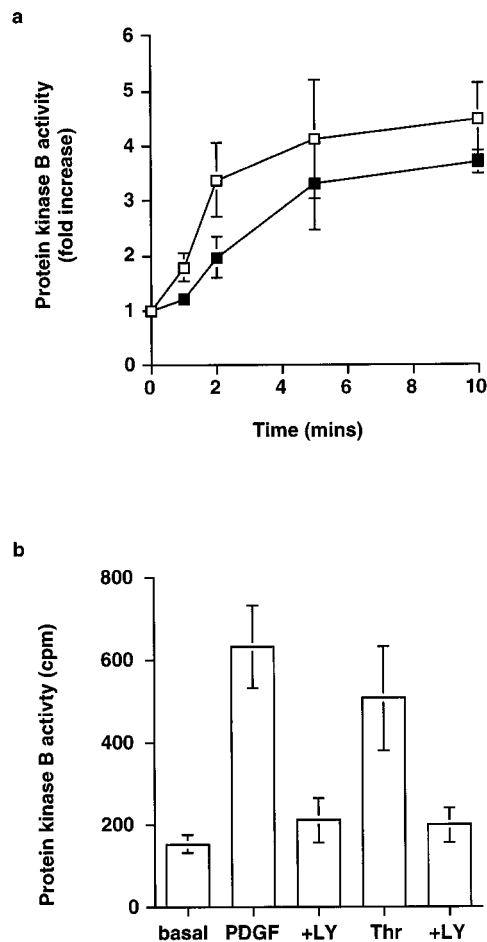 a
Protein kinase B activity
(fold increase)
6
5
4
3
2
1
0
0 2 4 6 8 10
Time (mins)
b
Protein kinase B activty (cpm)
800
600
400
200
0
basal PDGF +LY Thr +LY